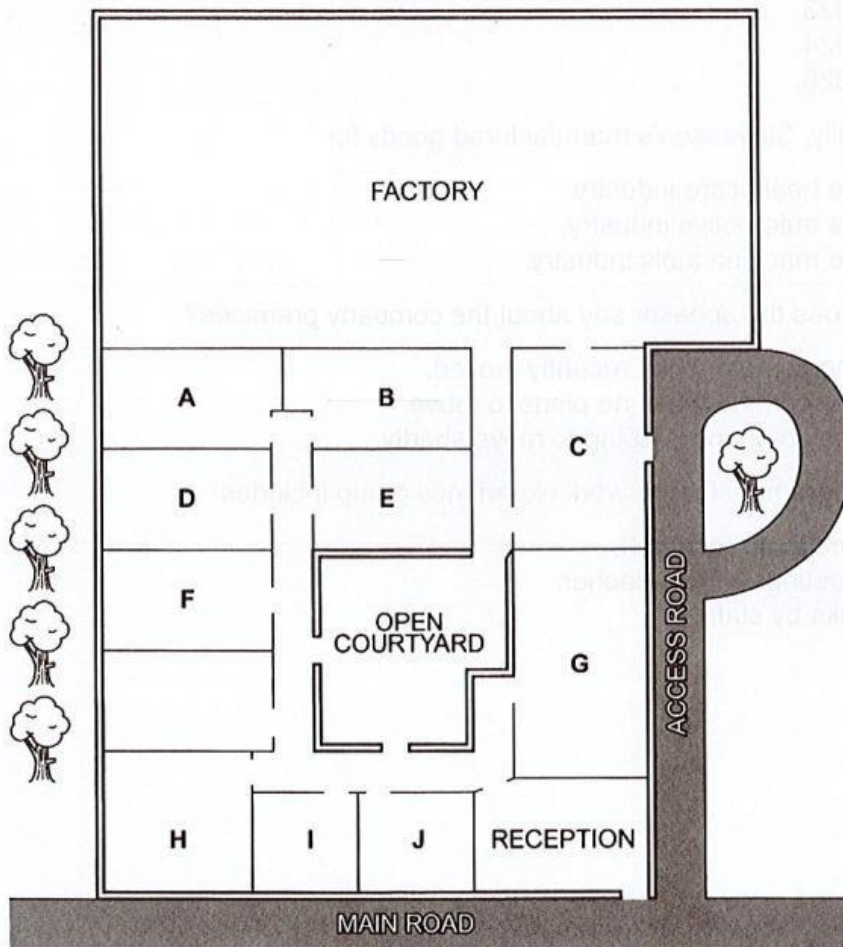 FACTORY
A
B
C
D
E
F
OPEN
COURTYARD
G
ACCESS ROAD
H
I
J
RECEPTION
MAIN ROAD